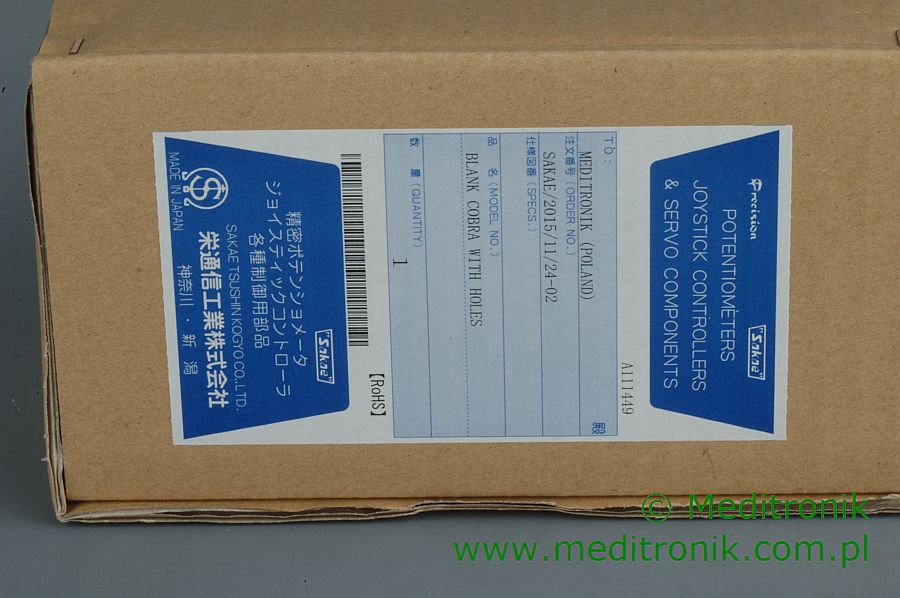 Precision
POTENTIOMETERS
JOYSTICK CONTROLLERS
& SERVO COMPONENTS
"Sakae"
A111449
TO:
MEDITRONIK (POLAND)
殿
注文番号 (ORDER NO.)
SAKAE/2015/11/24-02
仕様図番 (SPECS.)
品 名 (MODEL NO.)
BLANK COBRA WITH HOLES
数 量 (QUANTITY)
1
【RoHS】
"Sakae"
精密ポテンショメータ
ジョイスティックコントローラ
各種制御用部品
SAKAE TSUSHIN KOGYO CO.,LTD.
栄通信工業株式会社
神奈川・新潟
MADE IN JAPAN
© Meditronik
www.meditronik.com.pl